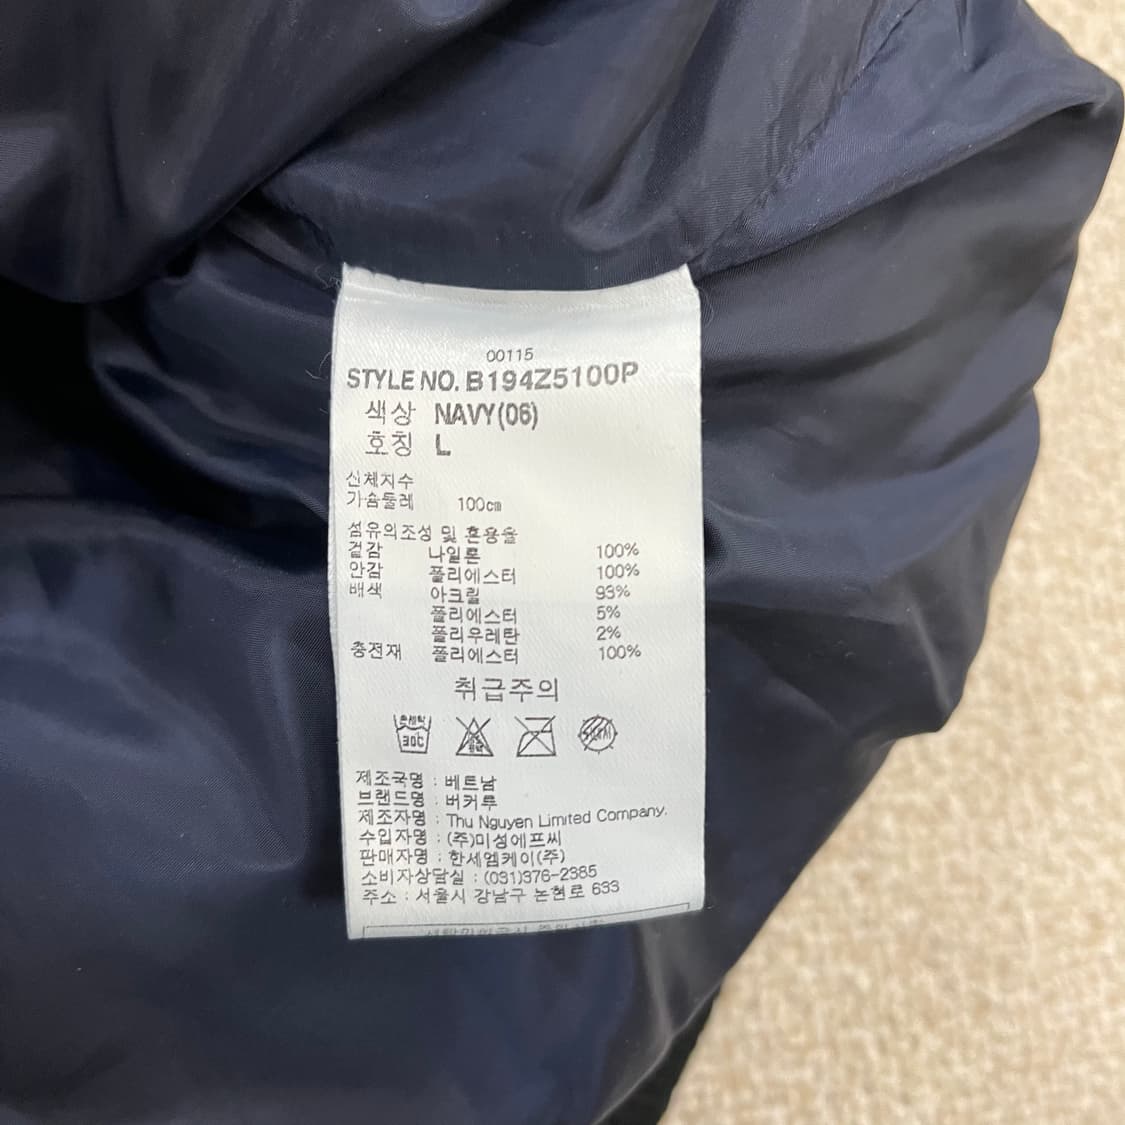 00115
STYLE NO. B194Z5100P
색상 NAVY(06)
호칭 L
신체치수
가슴둘레 100cm
섬유의조성 및 혼용율
겉감 나일론 100%
안감 폴리에스터 100%
배색 아크릴 93%
폴리에스터 5%
폴리우레탄 2%
충전재 폴리에스터 100%
취급주의
손세탁
30℃
제조국명 : 베트남
브랜드명 : 버커루
제조자명 : Thu Nguyen Limited Company.
수입자명 : (주)미성에프씨
판매자명 : 한세엠케이(주)
소비자상담실 : (031)376-2385
주소 : 서울시 강남구 논현로 633